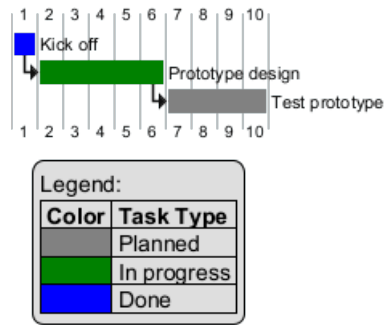 1 2 3 4 5 6 7 8 9 10
Kick off
Prototype design
Test prototype
1 2 3 4 5 6 7 8 9 10
Legend:
Color Task Type
Planned
In progress
Done